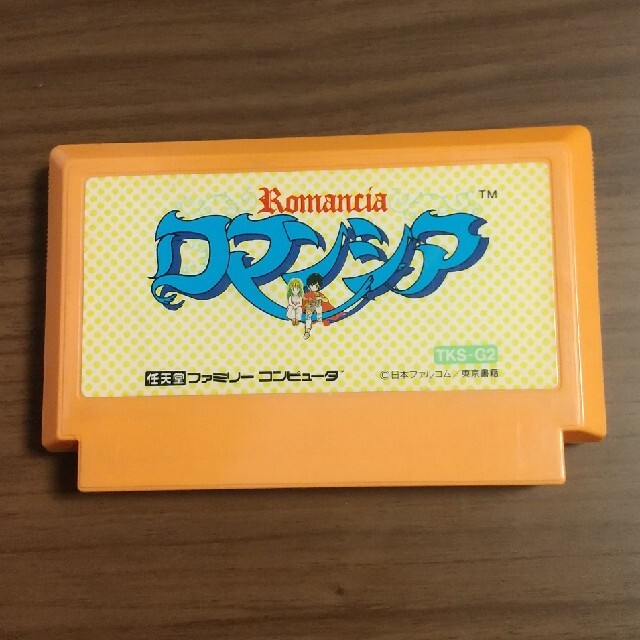 Romancia
ロマンシア TM
TKS-G2
任天堂 ファミリー コンピュータ TM
©日本ファルコム/東京書籍